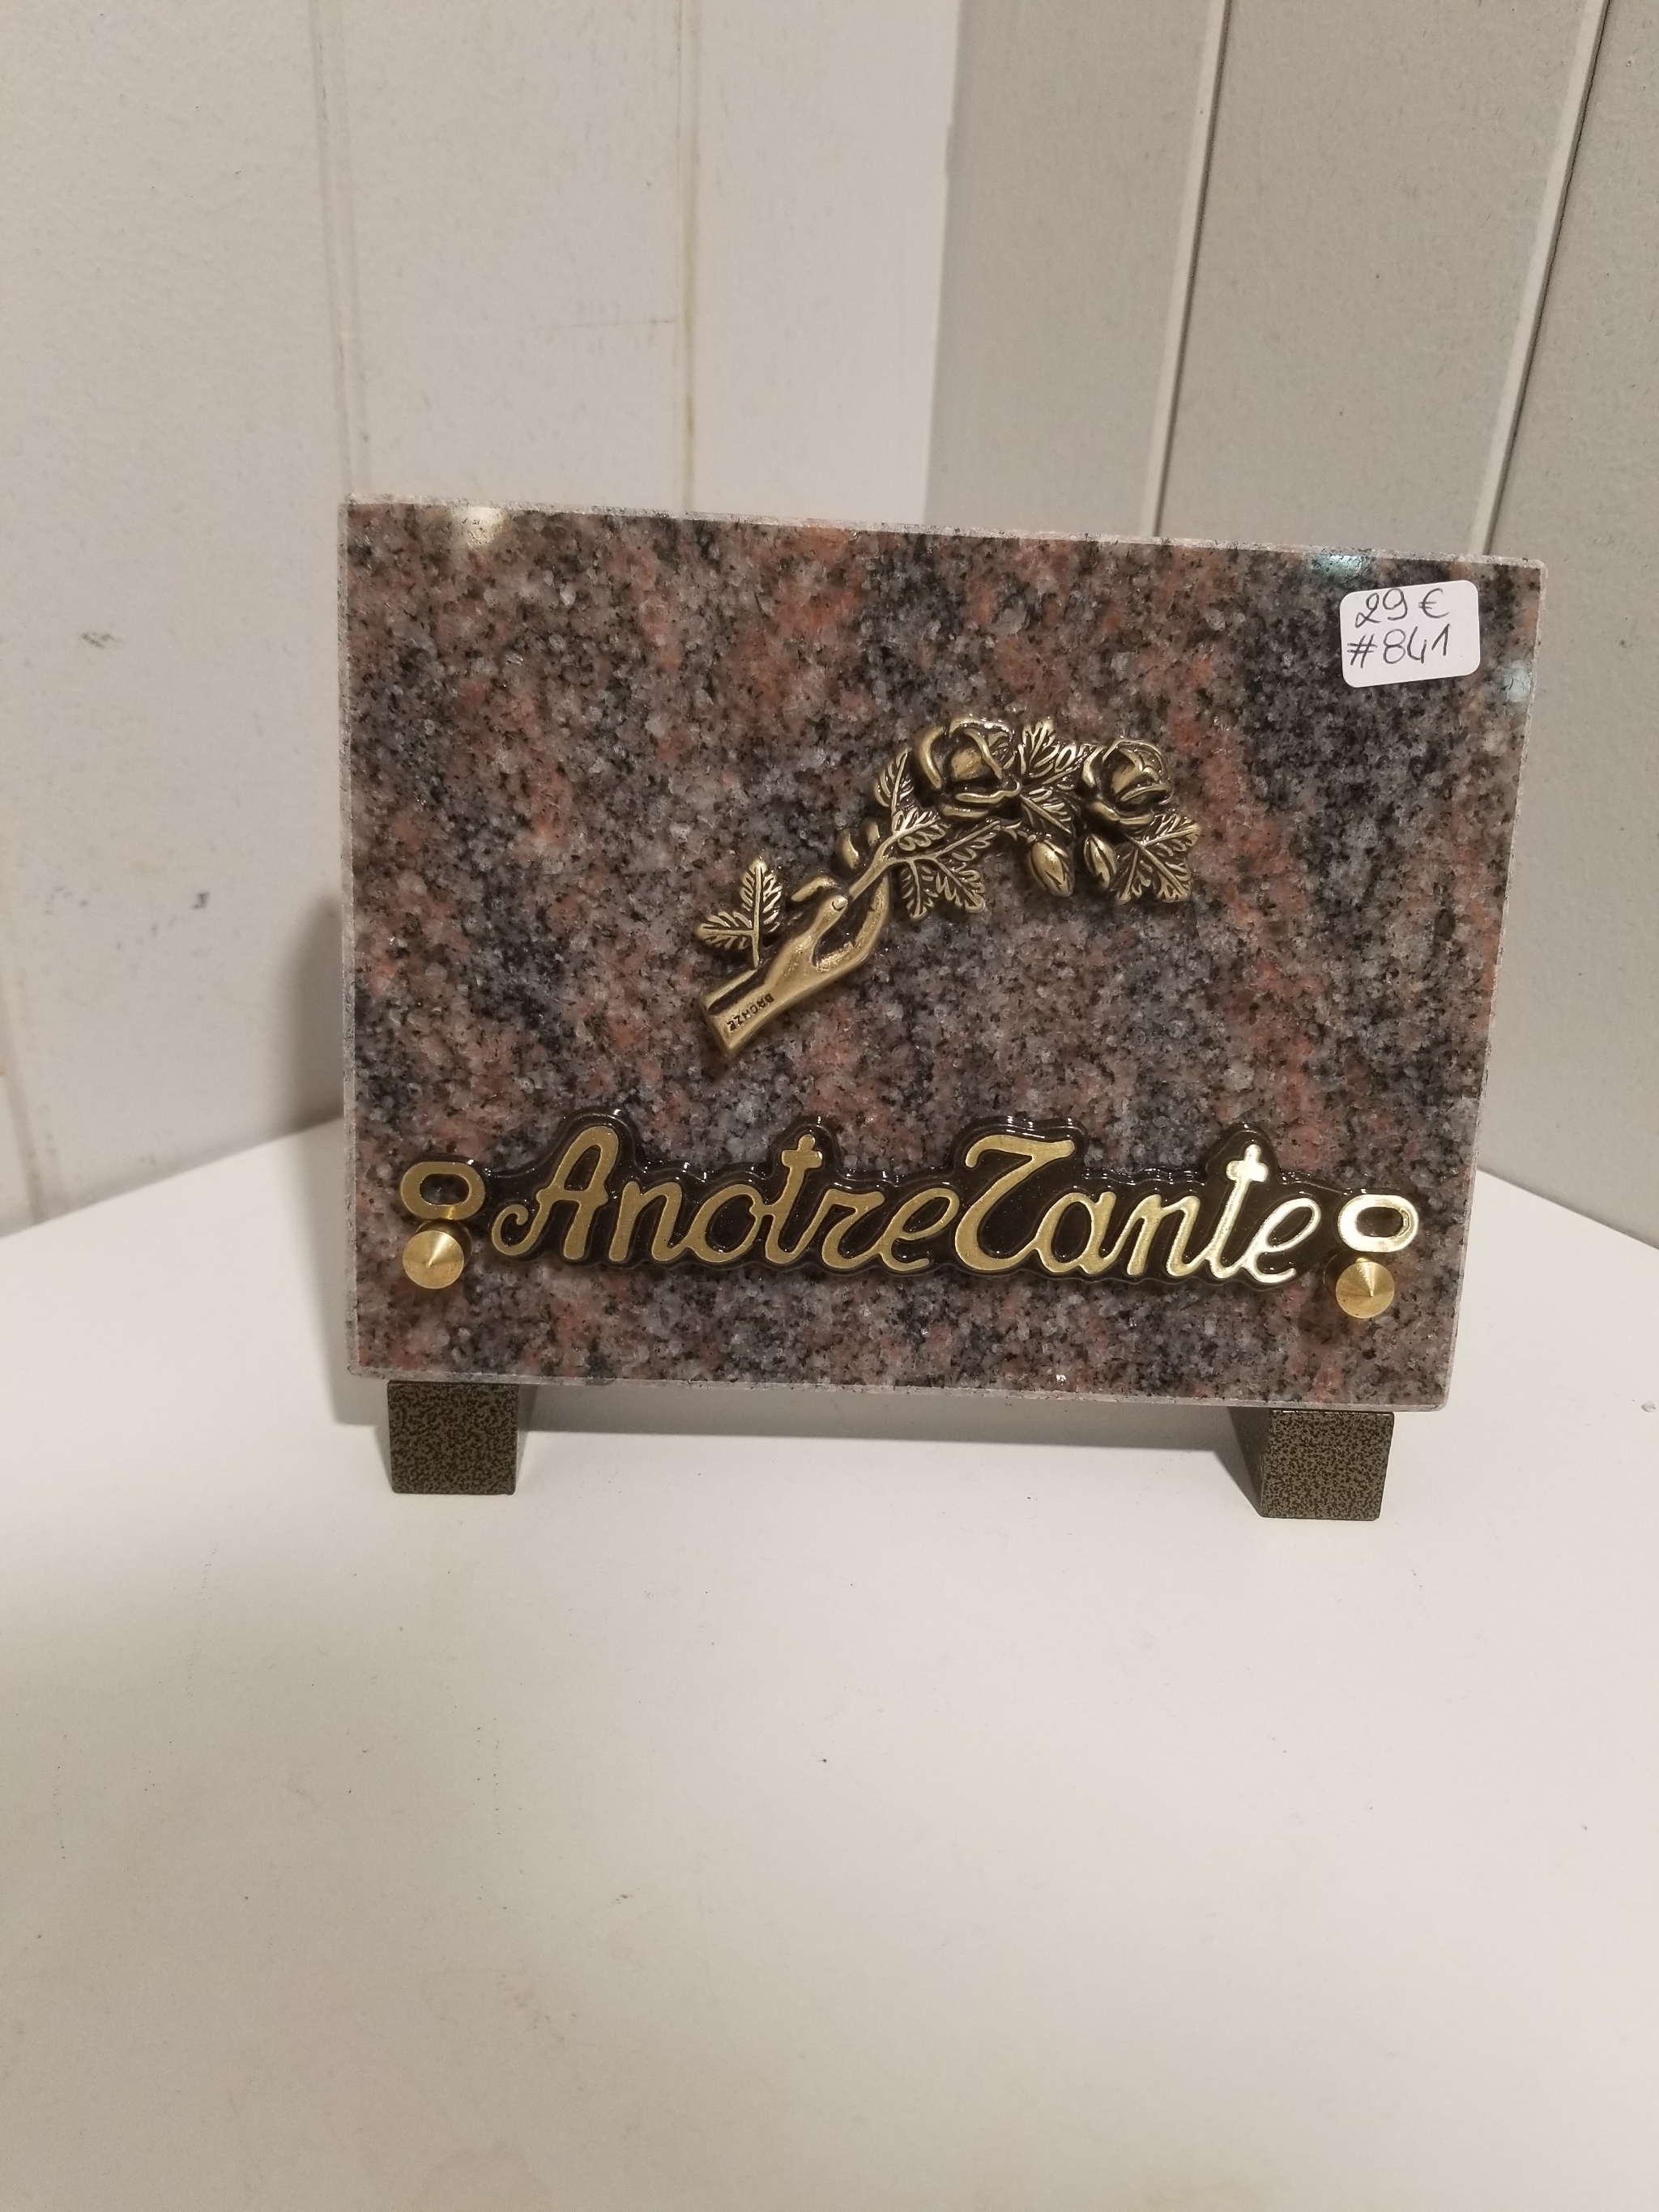 29 €
#841
BRONZE
A notre Tante